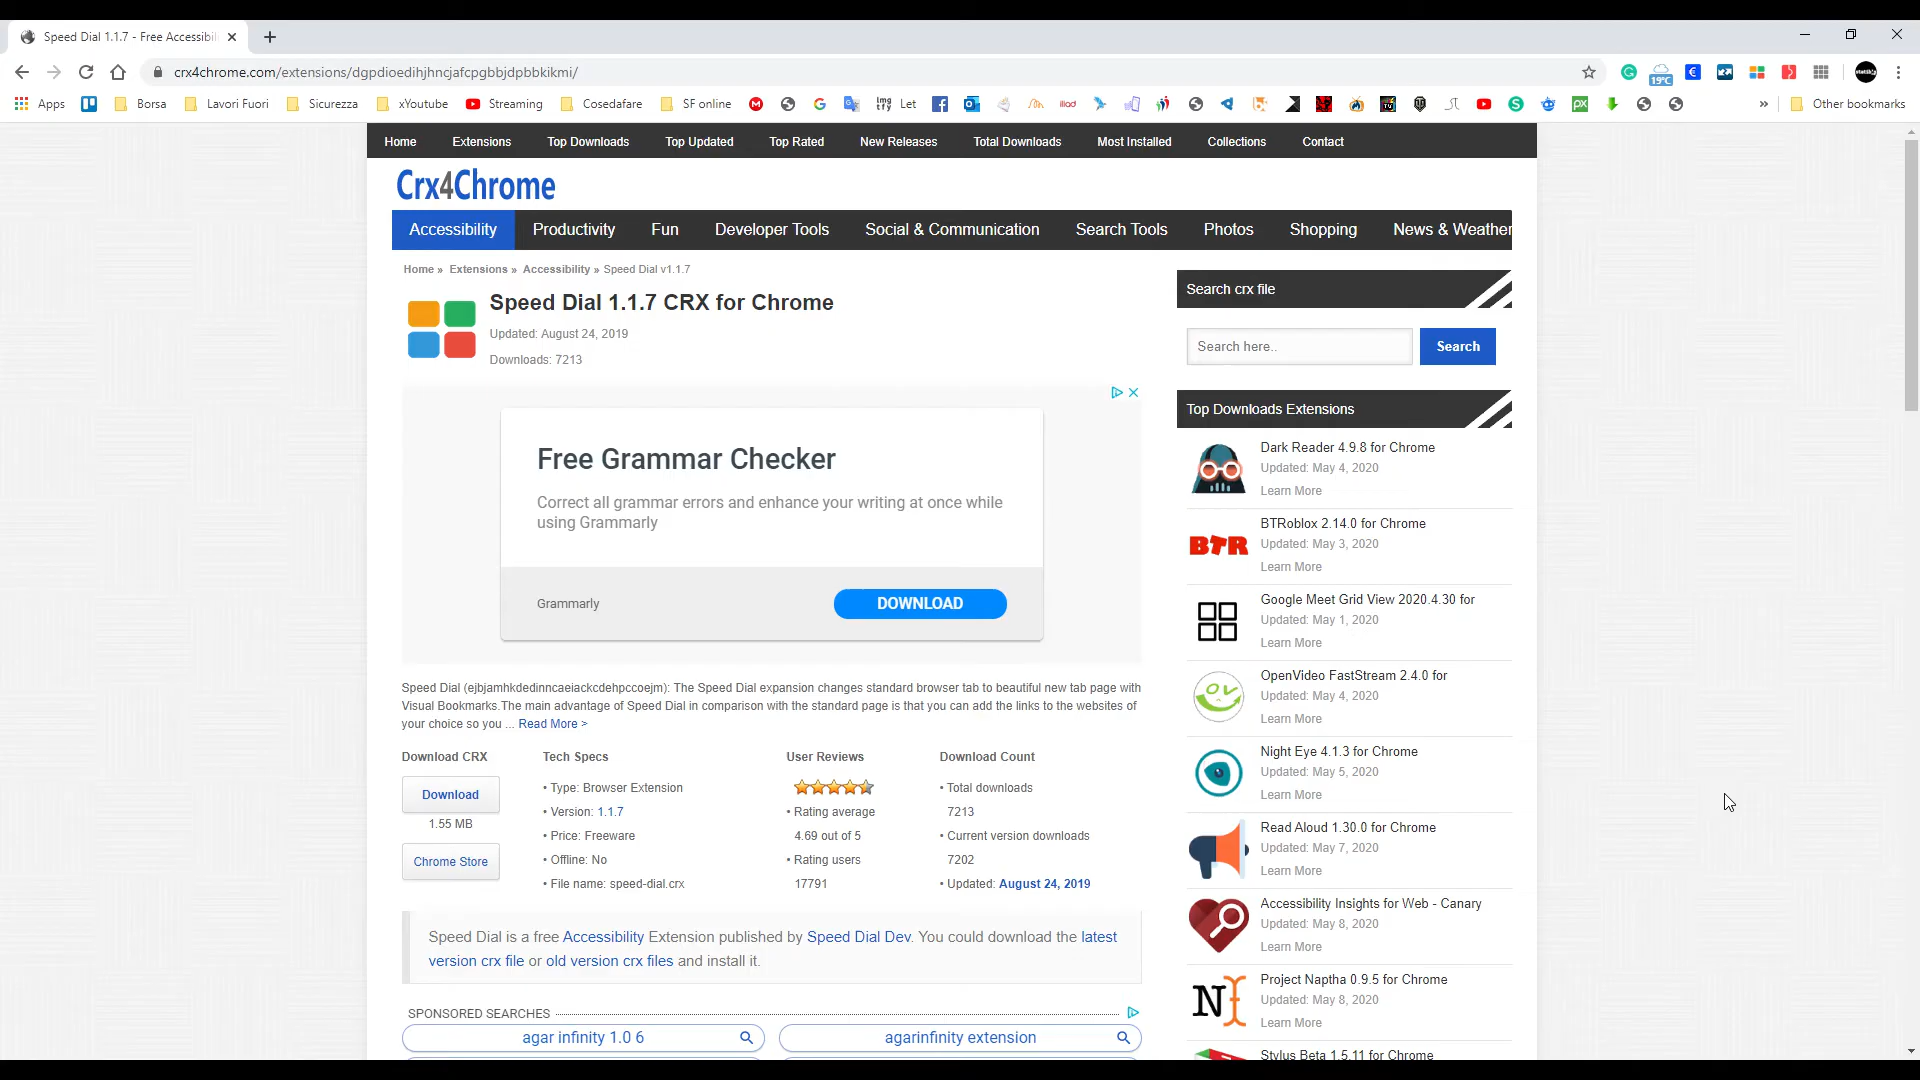 Speed Dial 1.1.7 - Free Accessibil
crx4chrome.com/extensions/dgpdioedihjhncjafcpgbbjdpbbkikmi/
19°C
Apps
Borsa
Lavori Fuori
Sicurezza
xYoutube
Streaming
Cosedafare
SF online
Let
Other bookmarks
Home
Extensions
Top Downloads
Top Updated
Top Rated
New Releases
Total Downloads
Most Installed
Collections
Contact
Crx4Chrome
Accessibility
Productivity
Fun
Developer Tools
Social & Communication
Search Tools
Photos
Shopping
News & Weather
Home » Extensions » Accessibility » Speed Dial v1.1.7
Speed Dial 1.1.7 CRX for Chrome
Updated: August 24, 2019
Downloads: 7213
Free Grammar Checker
Correct all grammar errors and enhance your writing at once while
using Grammarly
Grammarly
DOWNLOAD
Speed Dial (ejbjamhkdedinncaeiackcdehpccoejm): The Speed Dial expansion changes standard browser tab to beautiful new tab page with
Visual Bookmarks.The main advantage of Speed Dial in comparison with the standard page is that you can add the links to the websites of
your choice so you ... Read More >
Download CRX
Download
1.55 MB
Chrome Store
Tech Specs
• Type: Browser Extension
• Version: 1.1.7
• Price: Freeware
• Offline: No
• File name: speed-dial.crx
User Reviews
• Rating average
4.69 out of 5
• Rating users
17791
Download Count
• Total downloads
7213
• Current version downloads
7202
• Updated: August 24, 2019
Speed Dial is a free Accessibility Extension published by Speed Dial Dev. You could download the latest
version crx file or old version crx files and install it.
SPONSORED SEARCHES
agar infinity 1.0 6
agarinfinity extension
Search crx file
Search here..
Search
Top Downloads Extensions
Dark Reader 4.9.8 for Chrome
Updated: May 4, 2020
Learn More
BTR
BTRoblox 2.14.0 for Chrome
Updated: May 3, 2020
Learn More
Google Meet Grid View 2020.4.30 for
Updated: May 1, 2020
Learn More
OV
OpenVideo FastStream 2.4.0 for
Updated: May 4, 2020
Learn More
Night Eye 4.1.3 for Chrome
Updated: May 5, 2020
Learn More
Read Aloud 1.30.0 for Chrome
Updated: May 7, 2020
Learn More
Accessibility Insights for Web - Canary
Updated: May 8, 2020
Learn More
N
Project Naptha 0.9.5 for Chrome
Updated: May 8, 2020
Learn More
Stylus Beta 1.5.11 for Chrome